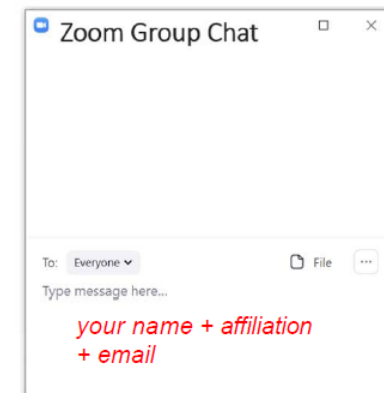 Zoom Group Chat
To: Everyone
File
Type message here...
your name + affiliation
+ email